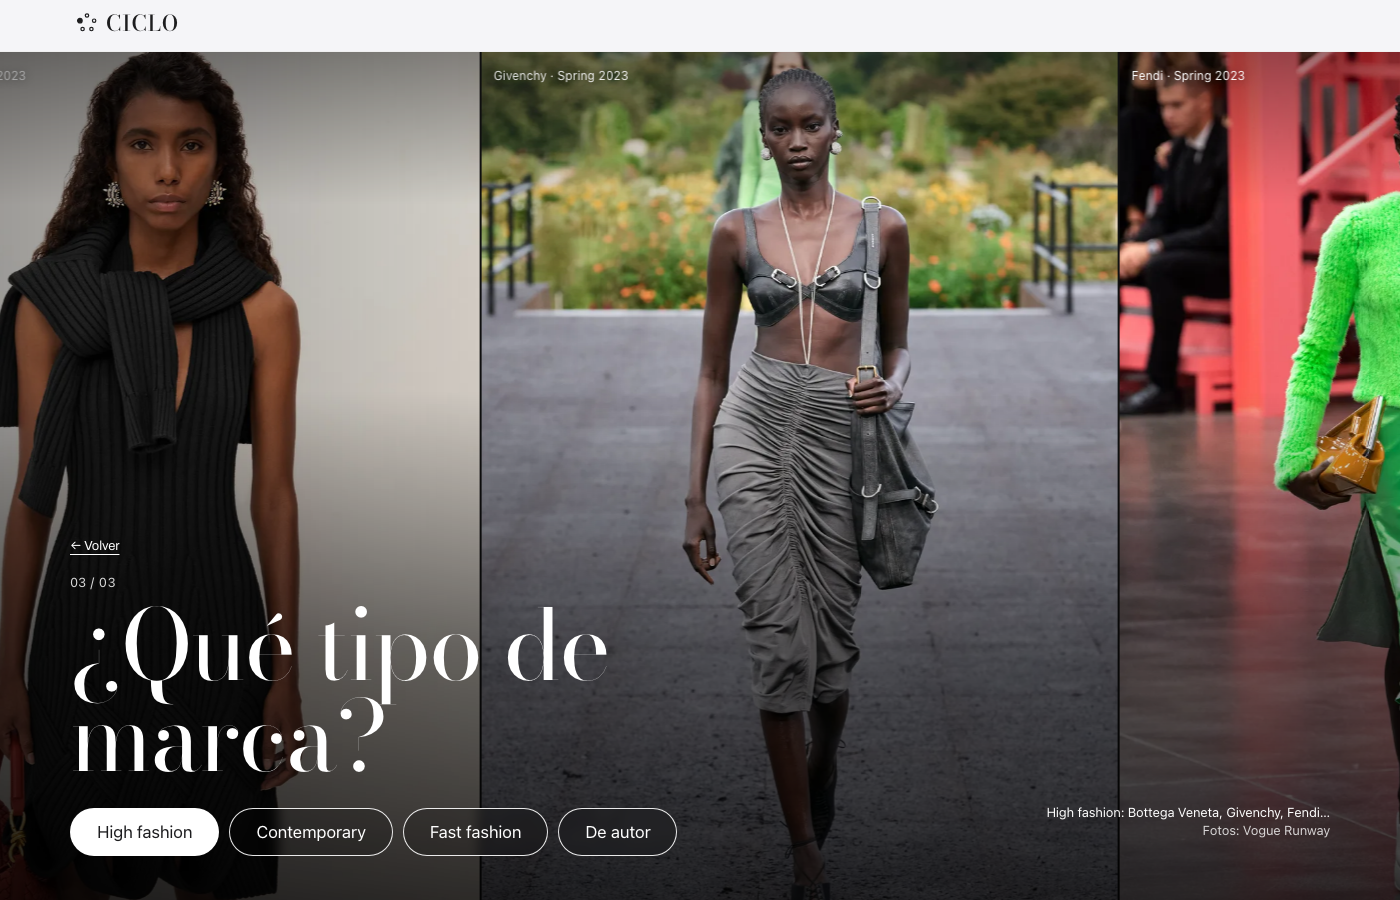 CICLO
2023
Givenchy · Spring 2023
Fendi · Spring 2023
← Volver
03 / 03
¿Qué tipo de
marca?
High fashion
Contemporary
Fast fashion
De autor
High fashion: Bottega Veneta, Givenchy, Fendi...
Fotos: Vogue Runway